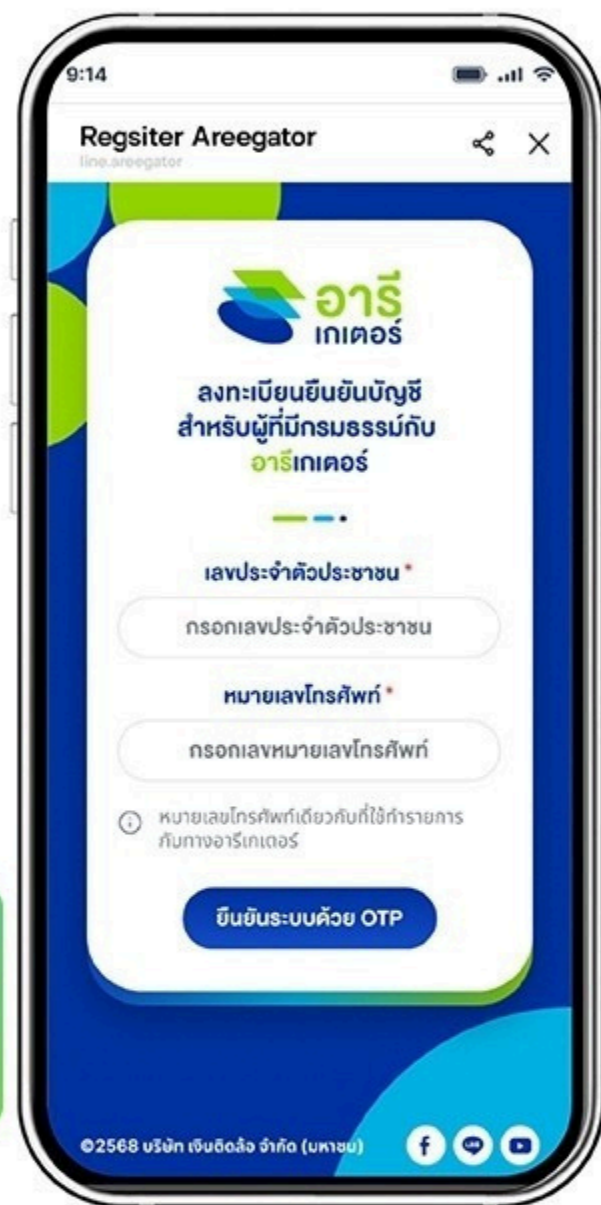 9:14
Regsiter Areegator
line.areegator
อารี
เกเตอร์
ลงทะเบียนยืนยันบัญชี
สำหรับผู้ที่มีกรมธรรม์กับ
อารีเกเตอร์
เลขประจำตัวประชาชน *
กรอกเลขประจำตัวประชาชน
หมายเลขโทรศัพท์ *
กรอกเลขหมายเลขโทรศัพท์
หมายเลขโทรศัพท์เดียวกับที่ใช้ทำรายการ
กับทางอารีเกเตอร์
ยืนยันระบบด้วย OTP
©2568 บริษัท เงินติดล้อ จำกัด (มหาชน)
f LINE